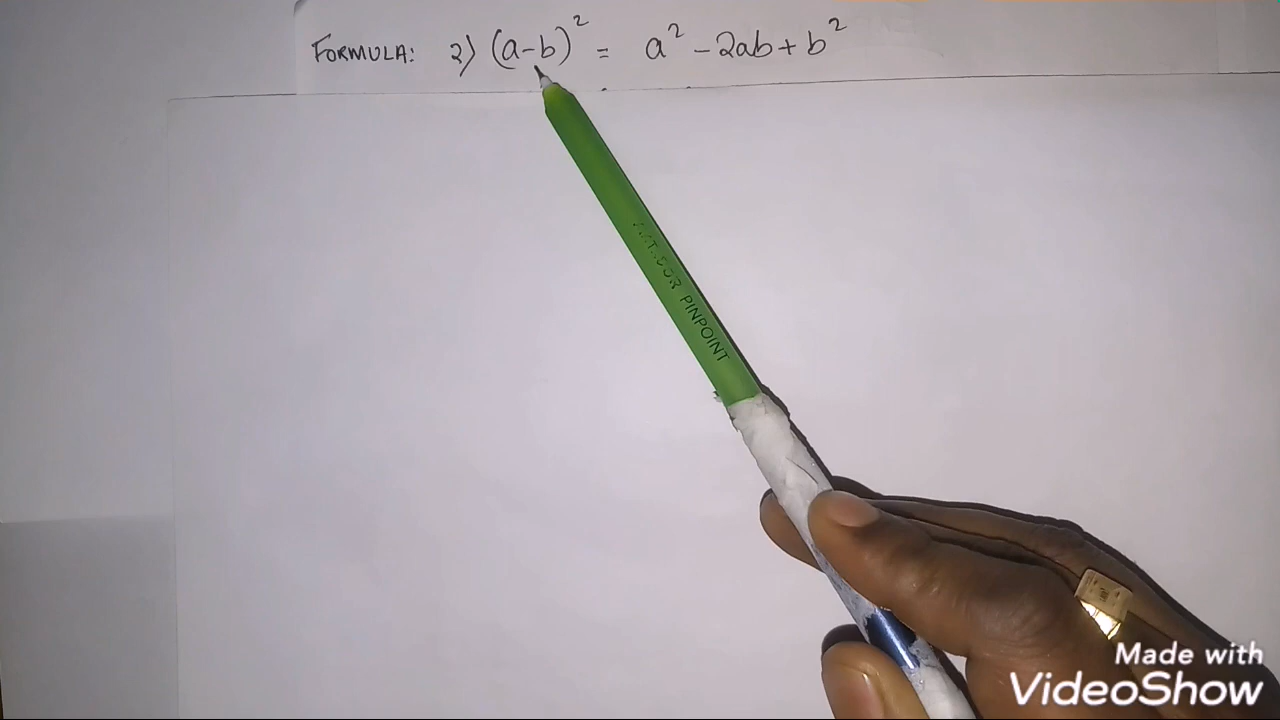 FORMULA: 2) (a-b)² = a² - 2ab + b²
PINPOINT
Made with
VideoShow